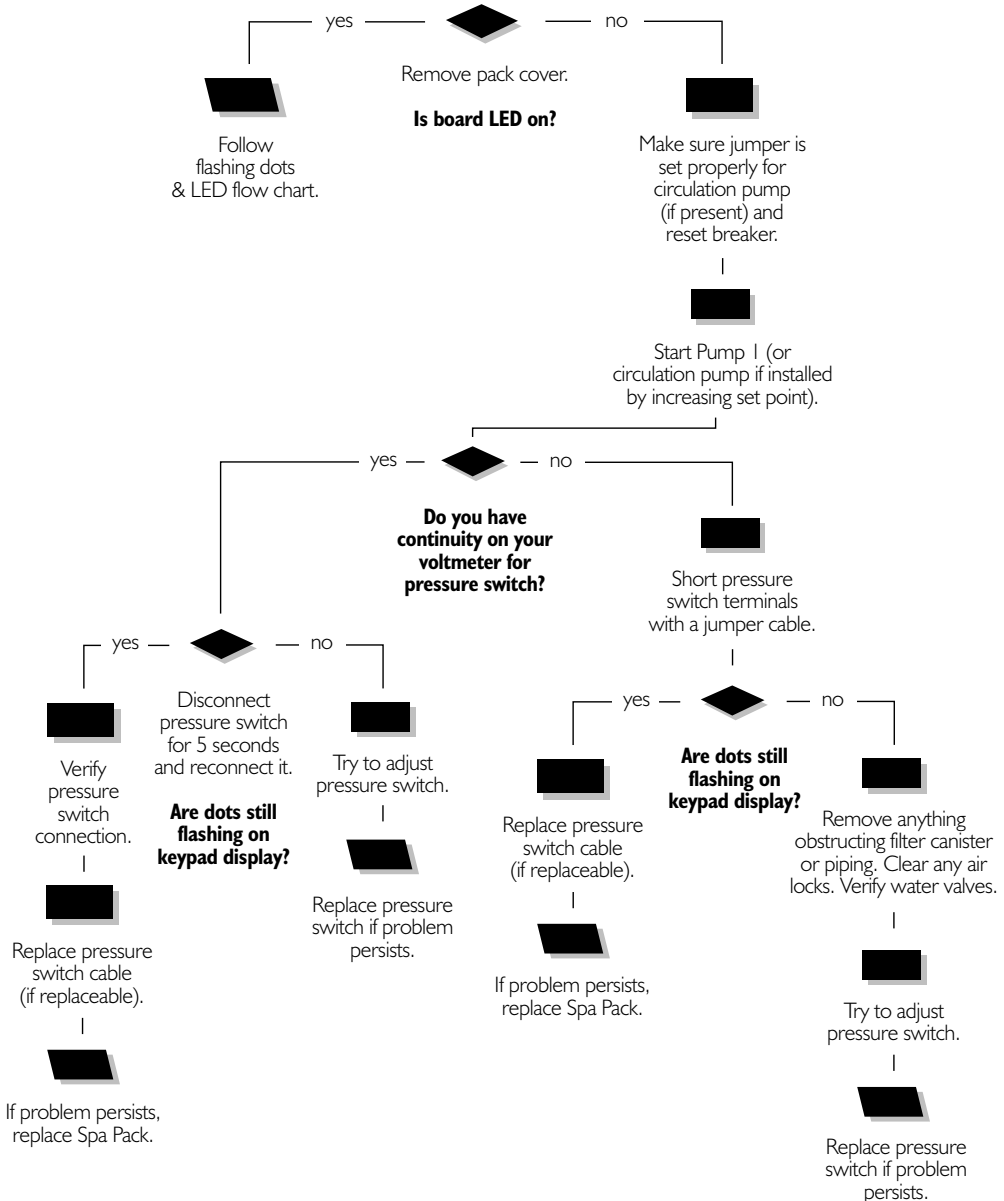 yes
no
Remove pack cover.
Is board LED on?
Follow
flashing dots
& LED flow chart.
Make sure jumper is
set properly for
circulation pump
(if present) and
reset breaker.
Start Pump 1 (or
circulation pump if installed
by increasing set point).
yes
no
Do you have
continuity on your
voltmeter for
pressure switch?
Short pressure
switch terminals
with a jumper cable.
yes
no
Disconnect
pressure switch
for 5 seconds
and reconnect it.
Are dots still
flashing on
keypad display?
Verify
pressure
switch
connection.
Replace pressure
switch cable
(if replaceable).
If problem persists,
replace Spa Pack.
Try to adjust
pressure switch.
Replace pressure
switch if problem
persists.
yes
no
Are dots still
flashing on
keypad display?
Replace pressure
switch cable
(if replaceable).
If problem persists,
replace Spa Pack.
Remove anything
obstructing filter canister
or piping. Clear any air
locks. Verify water valves.
Try to adjust
pressure switch.
Replace pressure
switch if problem
persists.